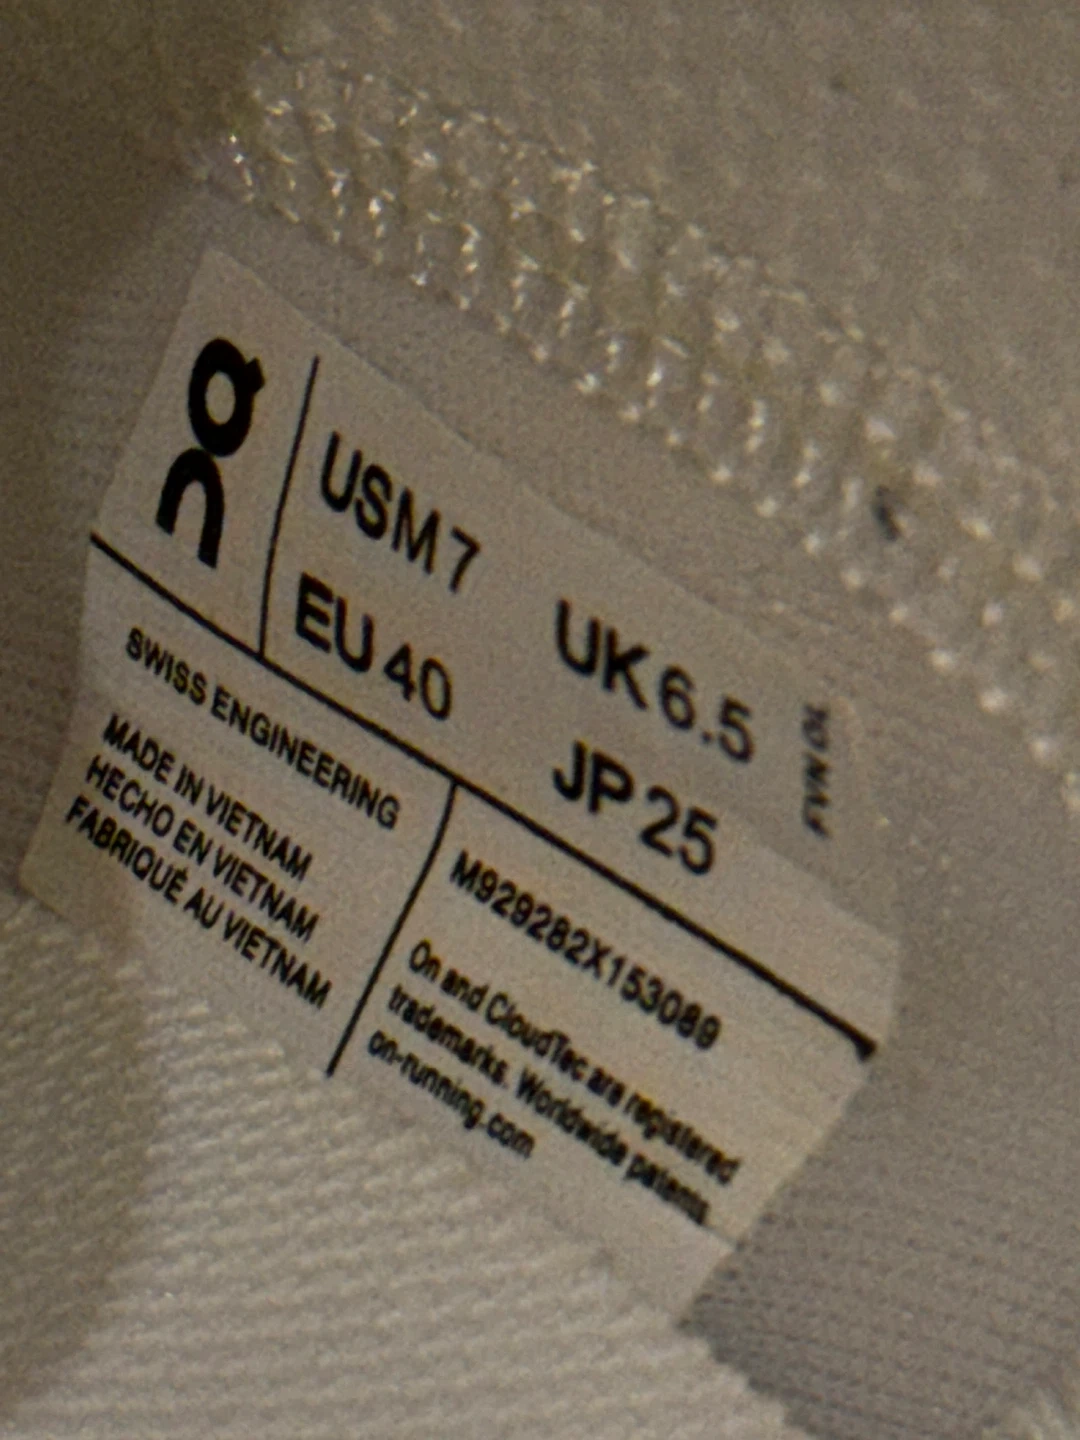 On
USM 7 UK 6.5
EU 40 JP 25
SWISS ENGINEERING
MADE IN VIETNAM
HECHO EN VIETNAM
FABRIQUÉ AU VIETNAM
M929282X153089
On and CloudTec are registered
trademarks. Worldwide patents.
on-running.com